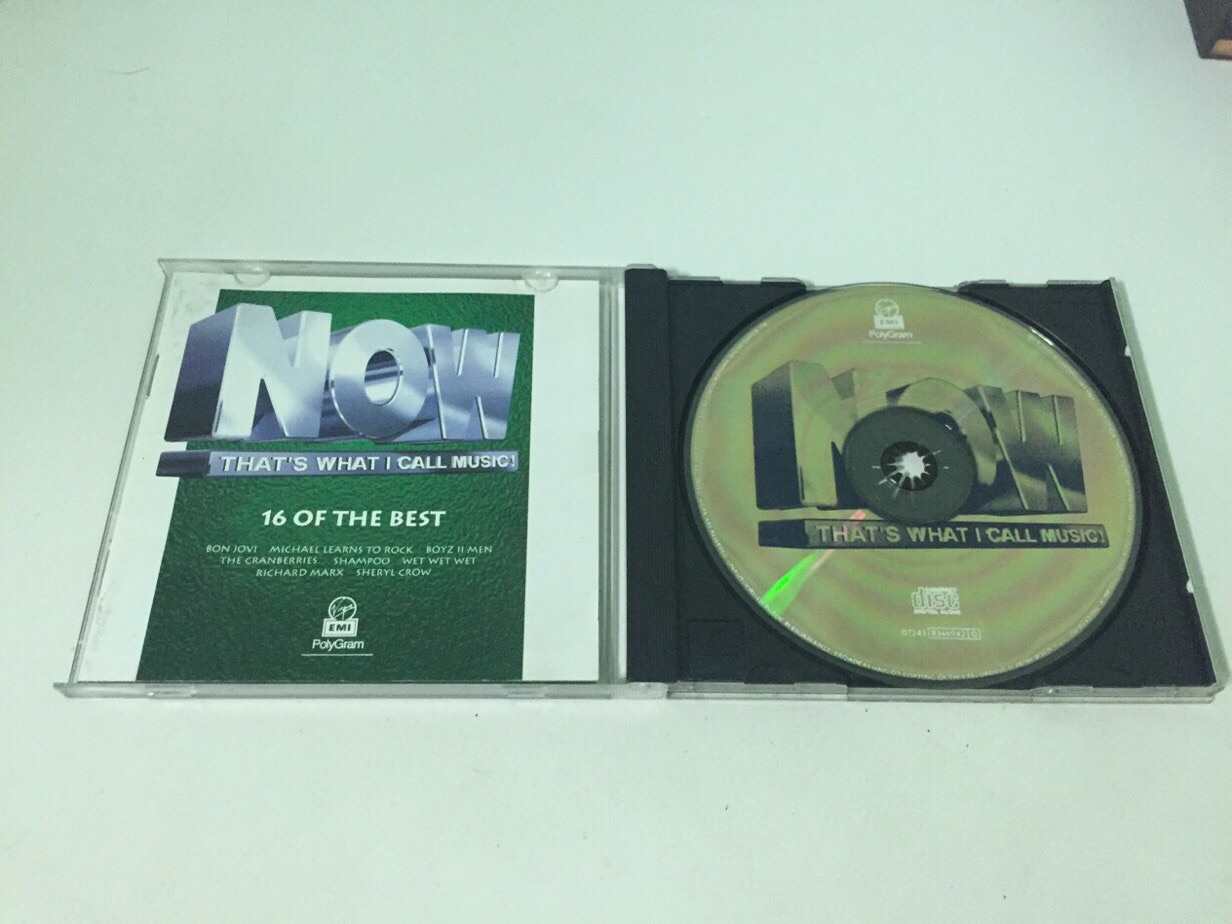 NOW
THAT'S WHAT I CALL MUSIC!
16 OF THE BEST
BON JOVI MICHAEL LEARNS TO ROCK BOYZ II MEN
THE CRANBERRIES SHAMPOO WET WET WET
RICHARD MARX SHERYL CROW
Virgin
EMI
PolyGram
Virgin
EMI
PolyGram
NOW
THAT'S WHAT I CALL MUSIC!
COMPACT
disc
DIGITAL AUDIO